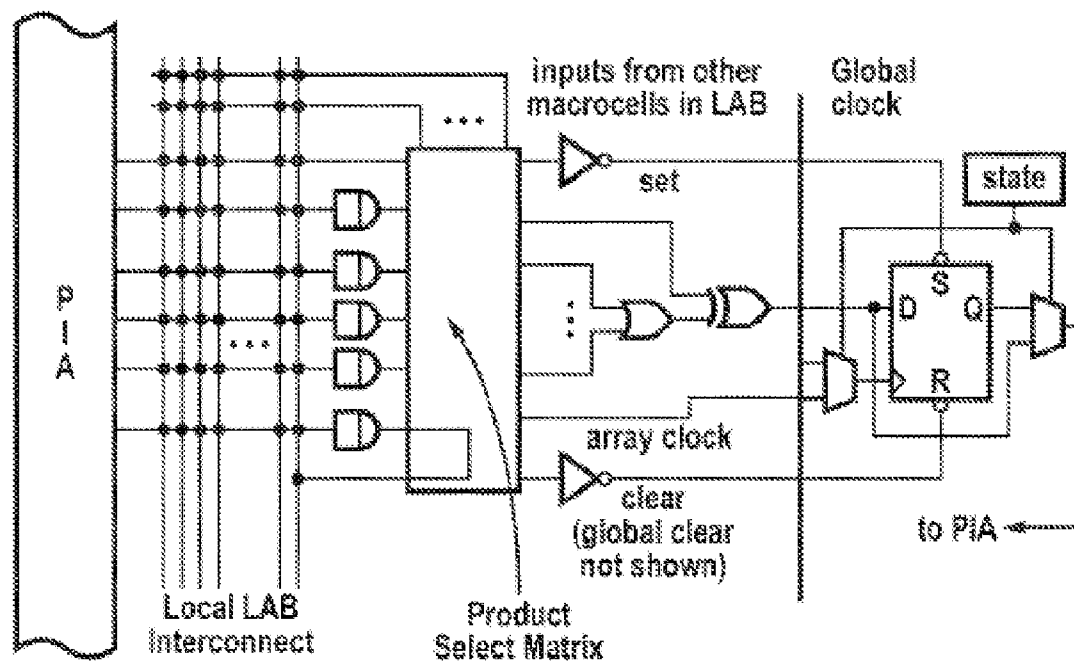 inputs from other
macrocells in LAB
Global
clock
set
state
P
I
A
S
D
Q
R
array clock
clear
(global clear
not shown)
to PIA
Local LAB
Interconnect
Product
Select Matrix